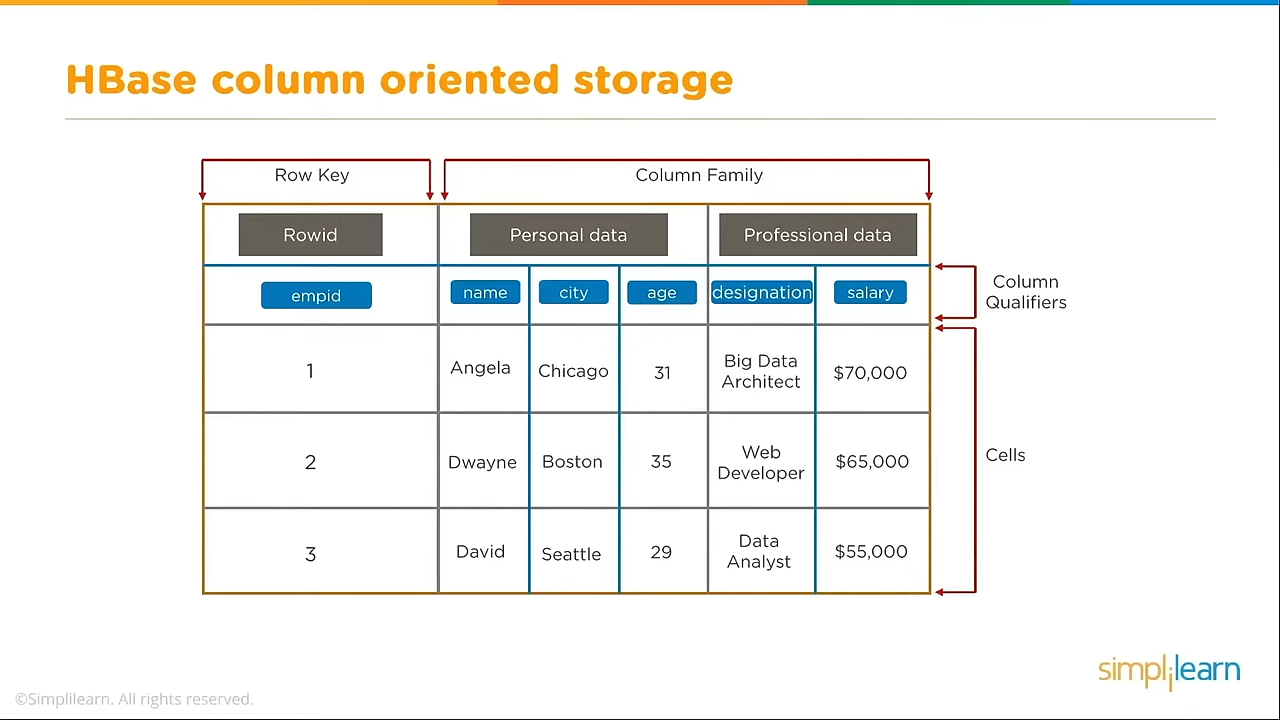 HBase column oriented storage
Row Key
Column Family
Rowid
Personal data
Professional data
empid
name
city
age
designation
salary
Column
Qualifiers
1
Angela
Chicago
31
Big Data
Architect
$70,000
2
Dwayne
Boston
35
Web
Developer
$65,000
Cells
3
David
Seattle
29
Data
Analyst
$55,000
simplilearn
©Simplilearn. All rights reserved.